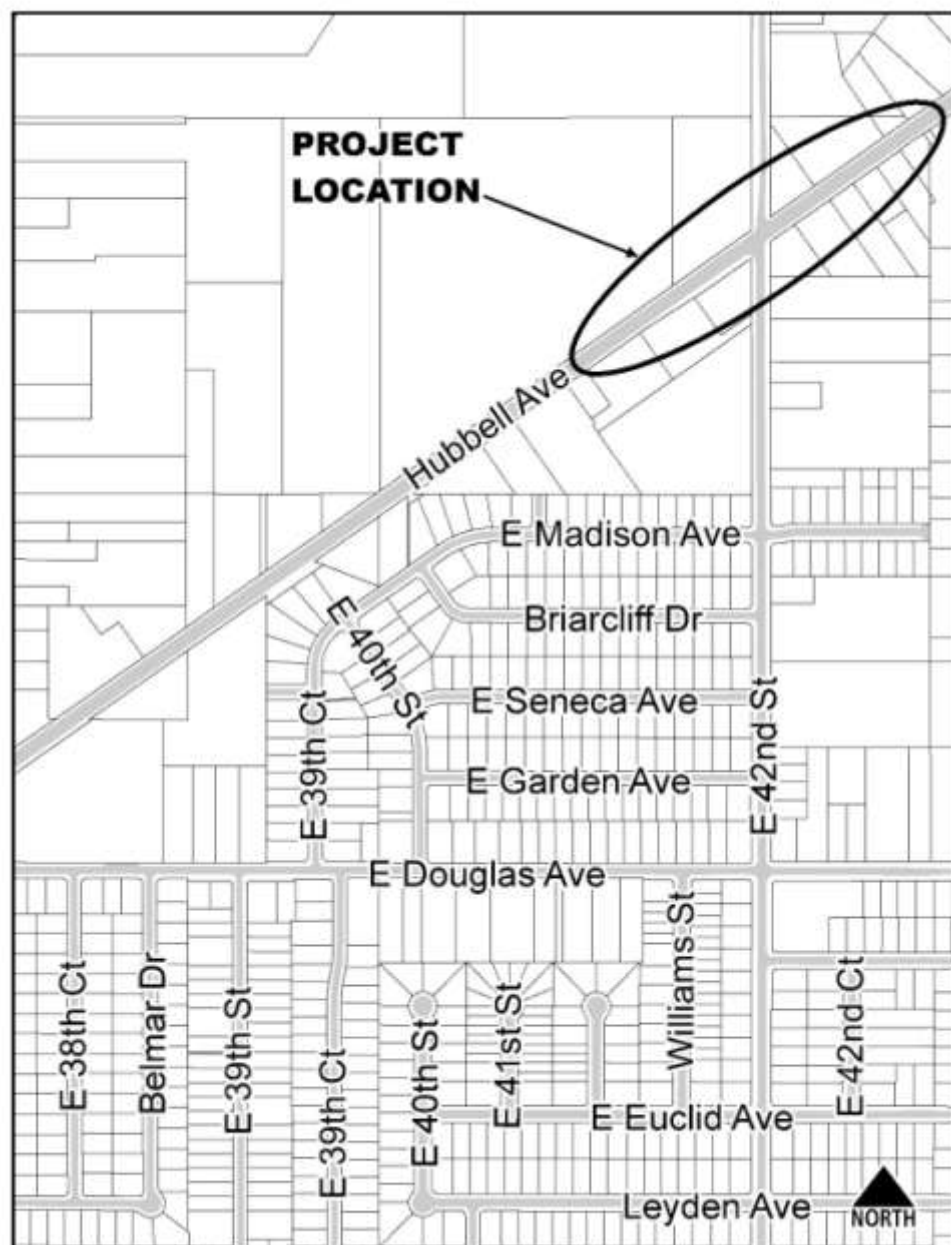 PROJECT
LOCATION
Hubbell Ave
E Madison Ave
Briarcliff Dr
E 40th St
E Seneca Ave
E 39th Ct
E 42nd St
E Garden Ave
E Douglas Ave
E 38th Ct
Belmar Dr
E 39th St
E 39th Ct
E 40th St
E 41st St
Williams St
E 42nd Ct
E Euclid Ave
Leyden Ave
NORTH